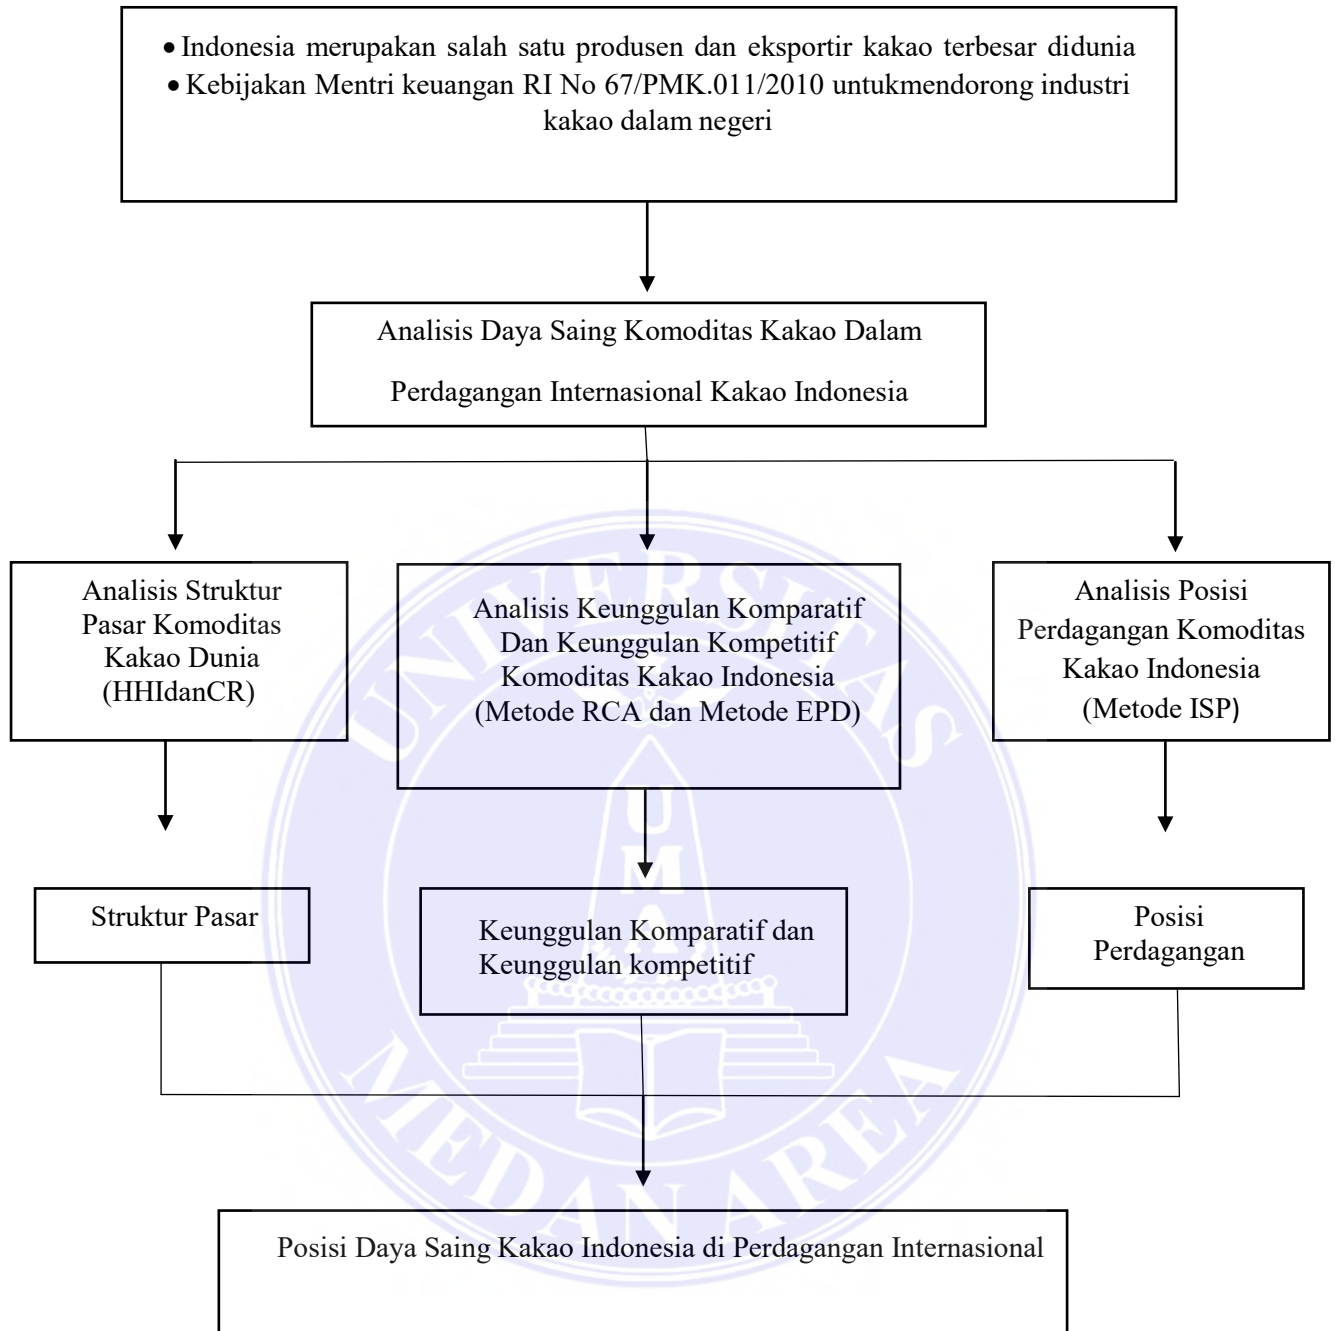 • Indonesia merupakan salah satu produsen dan eksportir kakao terbesar didunia
• Kebijakan Mentri keuangan RI No 67/PMK.011/2010 untukmendorong industri
kakao dalam negeri
Analisis Daya Saing Komoditas Kakao Dalam
Perdagangan Internasional Kakao Indonesia
Analisis Struktur
Pasar Komoditas
Kakao Dunia
(HHIdanCR)
Analisis Keunggulan Komparatif
Dan Keunggulan Kompetitif
Komoditas Kakao Indonesia
(Metode RCA dan Metode EPD)
Analisis Posisi
Perdagangan Komoditas
Kakao Indonesia
(Metode ISP)
Struktur Pasar
Keunggulan Komparatif dan
Keunggulan kompetitif
Posisi
Perdagangan
Posisi Daya Saing Kakao Indonesia di Perdagangan Internasional
UNIVERSITAS
UMA
MEDAN AREA